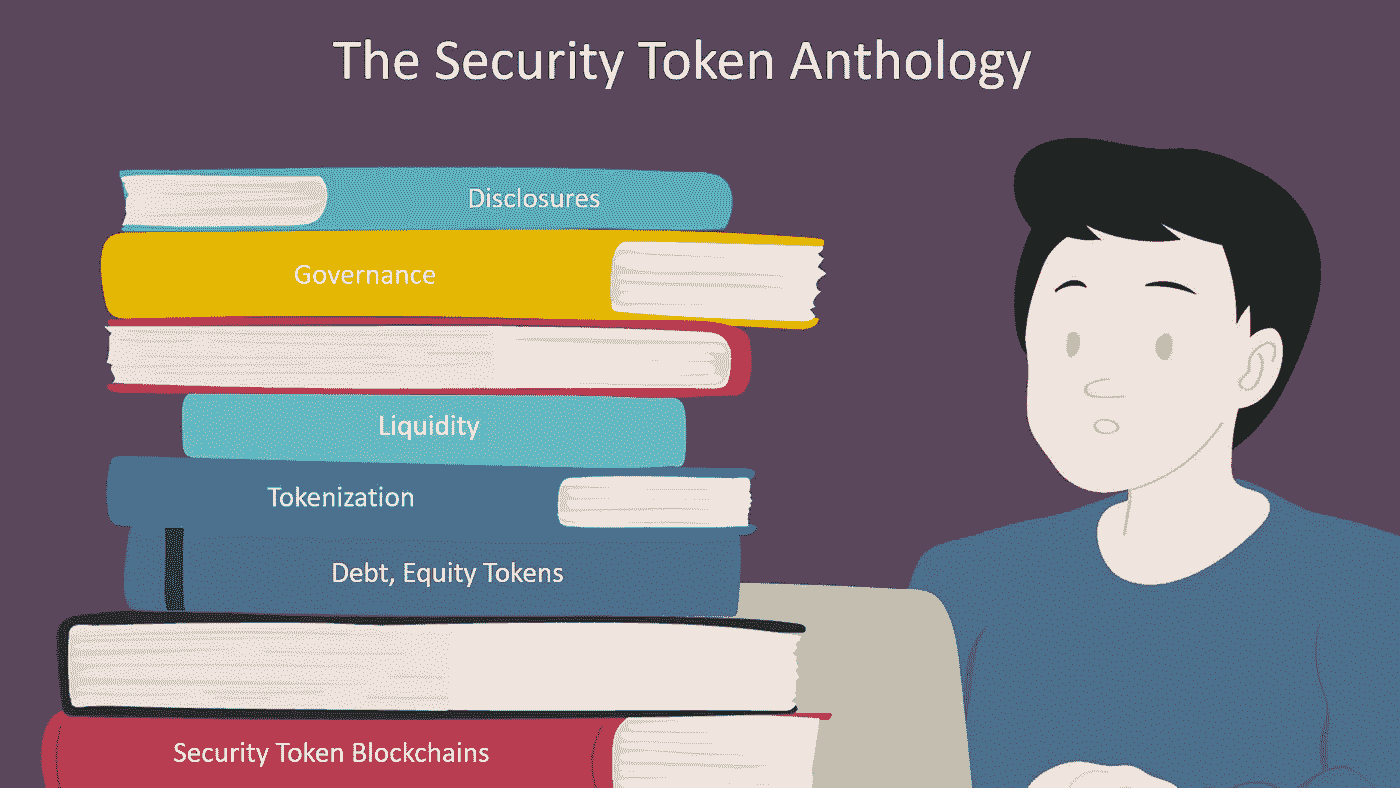 The Security Token Anthology
Disclosures
Governance
Liquidity
Tokenization
Debt, Equity Tokens
Security Token Blockchains